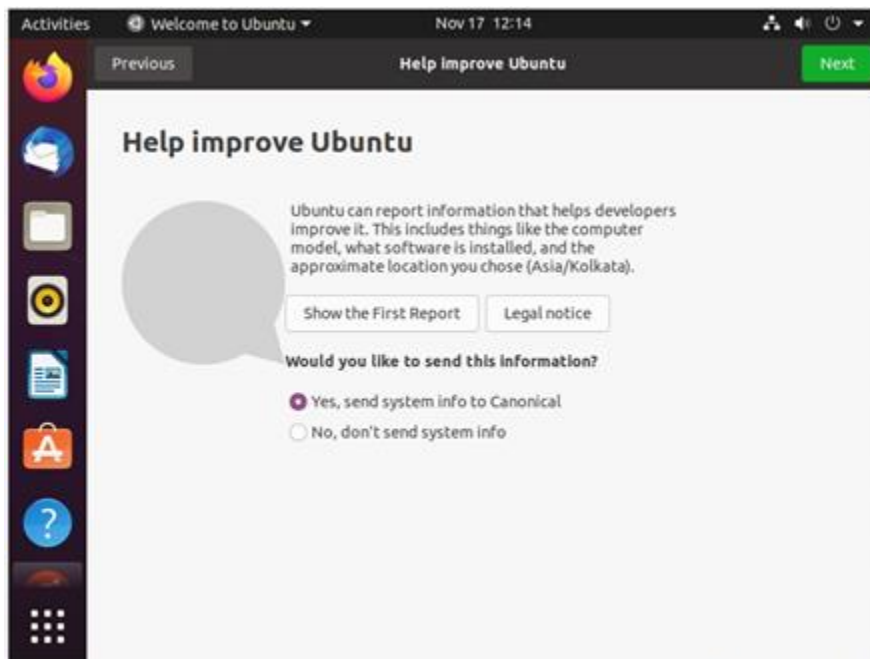 Activities Welcome to Ubuntu Nov 17 12:14
Previous Help improve Ubuntu Next
Help improve Ubuntu
Ubuntu can report information that helps developers
improve it. This includes things like the computer
model, what software is installed, and the
approximate location you chose (Asia/Kolkata).
Show the First Report Legal notice
Would you like to send this information?
Yes, send system info to Canonical
No, don't send system info